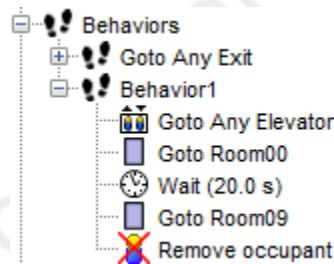 Behaviors
Goto Any Exit
Behavior1
Goto Any Elevator
Goto Room00
Wait (20.0 s)
Goto Room09
Remove occupant